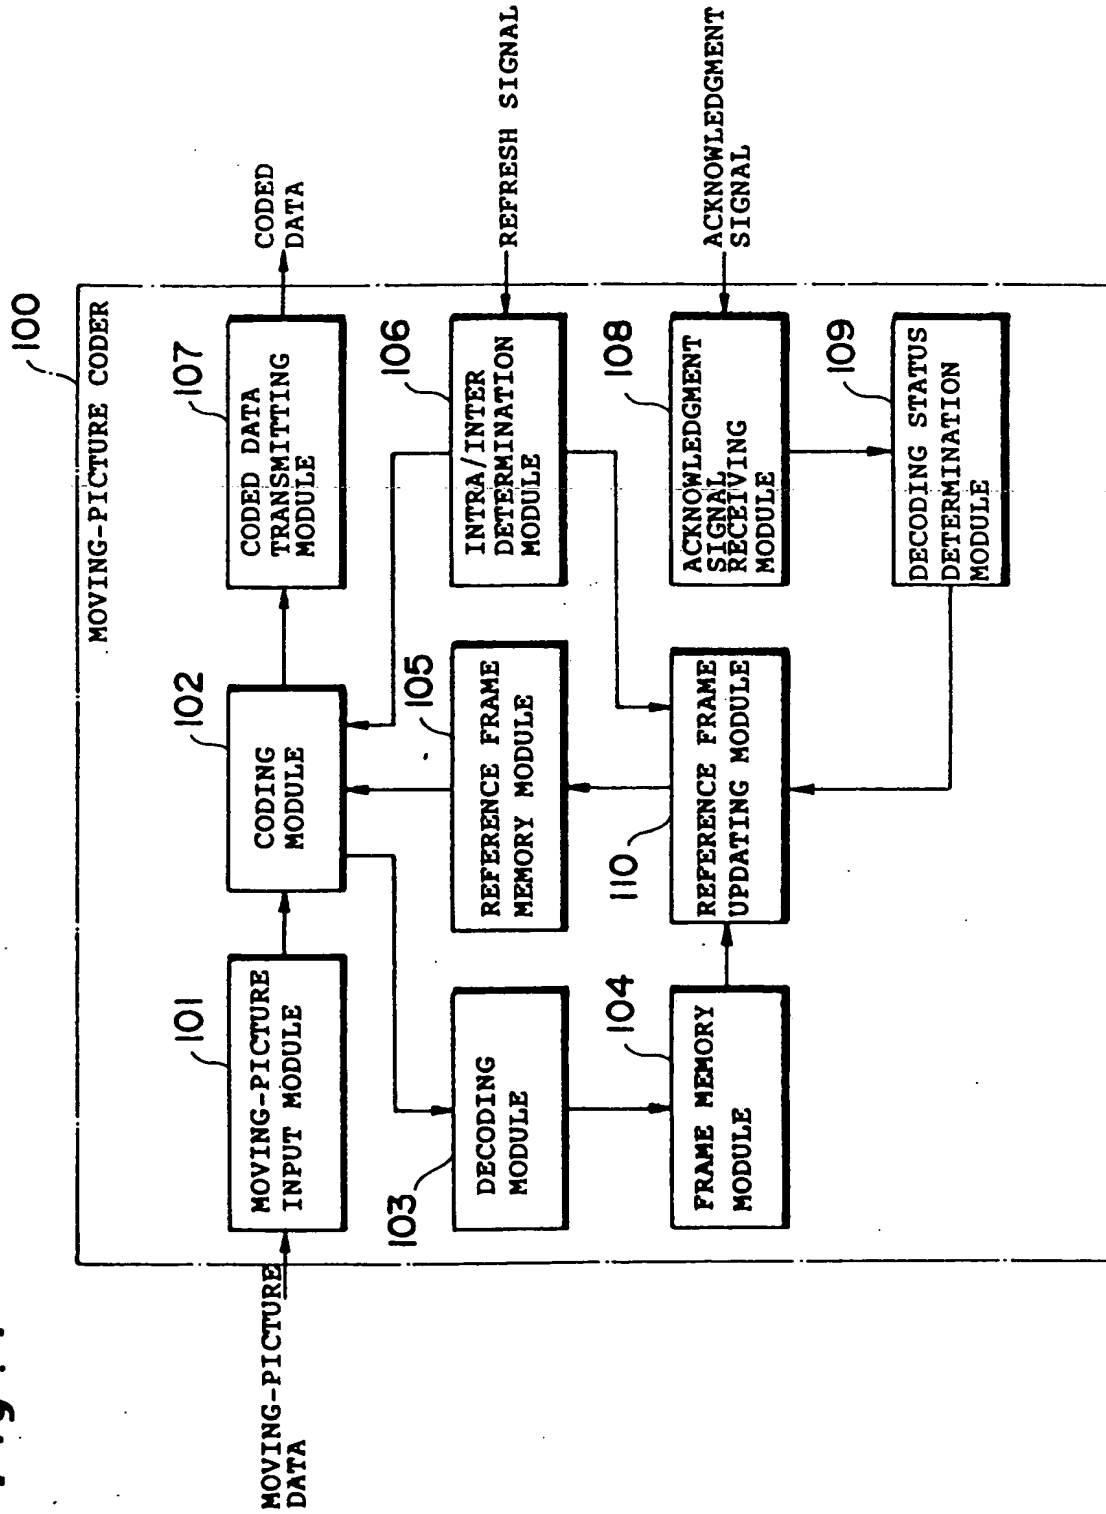 100
MOVING-PICTURE CODER
MOVING-PICTURE
DATA
101
MOVING-PICTURE
INPUT MODULE
102
CODING
MODULE
107
CODED DATA
TRANSMITTING
MODULE
CODED
DATA
103
DECODING
MODULE
105
REFERENCE FRAME
MEMORY MODULE
106
INTRA/INTER
DETERMINATION
MODULE
REFRESH SIGNAL
104
FRAME MEMORY
MODULE
110
REFERENCE FRAME
UPDATING MODULE
108
ACKNOWLEDGMENT
SIGNAL
RECEIVING
MODULE
ACKNOWLEDGMENT
SIGNAL
109
DECODING STATUS
DETERMINATION
MODULE